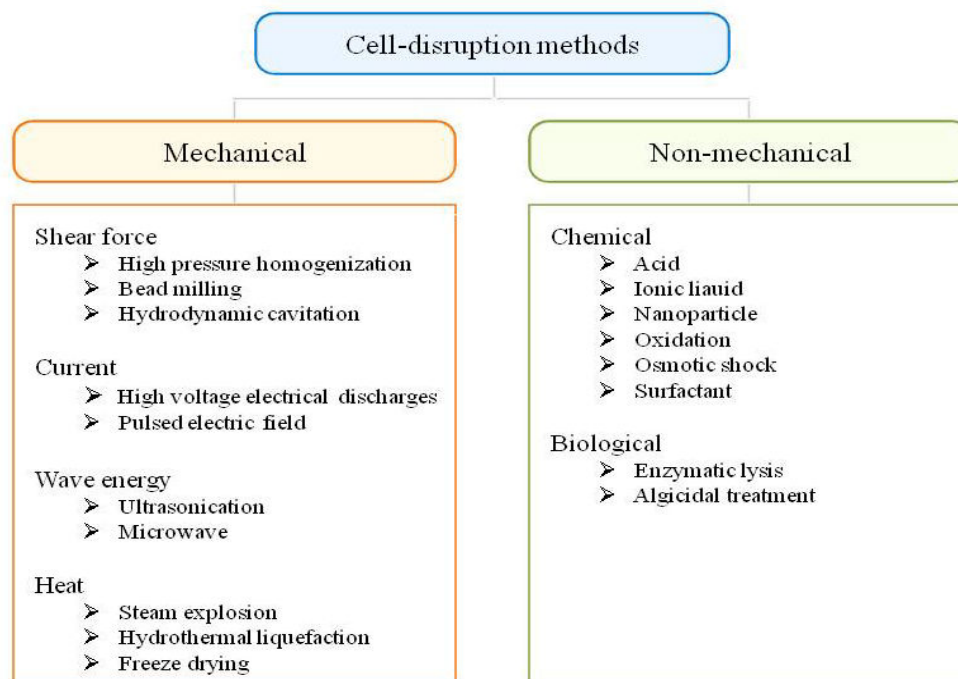 Cell-disruption methods
Mechanical
Shear force
High pressure homogenization
Bead milling
Hydrodynamic cavitation
Current
High voltage electrical discharges
Pulsed electric field
Wave energy
Ultrasonication
Microwave
Heat
Steam explosion
Hydrothermal liquefaction
Freeze drying
Non-mechanical
Chemical
Acid
Ionic liauid
Nanoparticle
Oxidation
Osmotic shock
Surfactant
Biological
Enzymatic lysis
Algicidal treatment